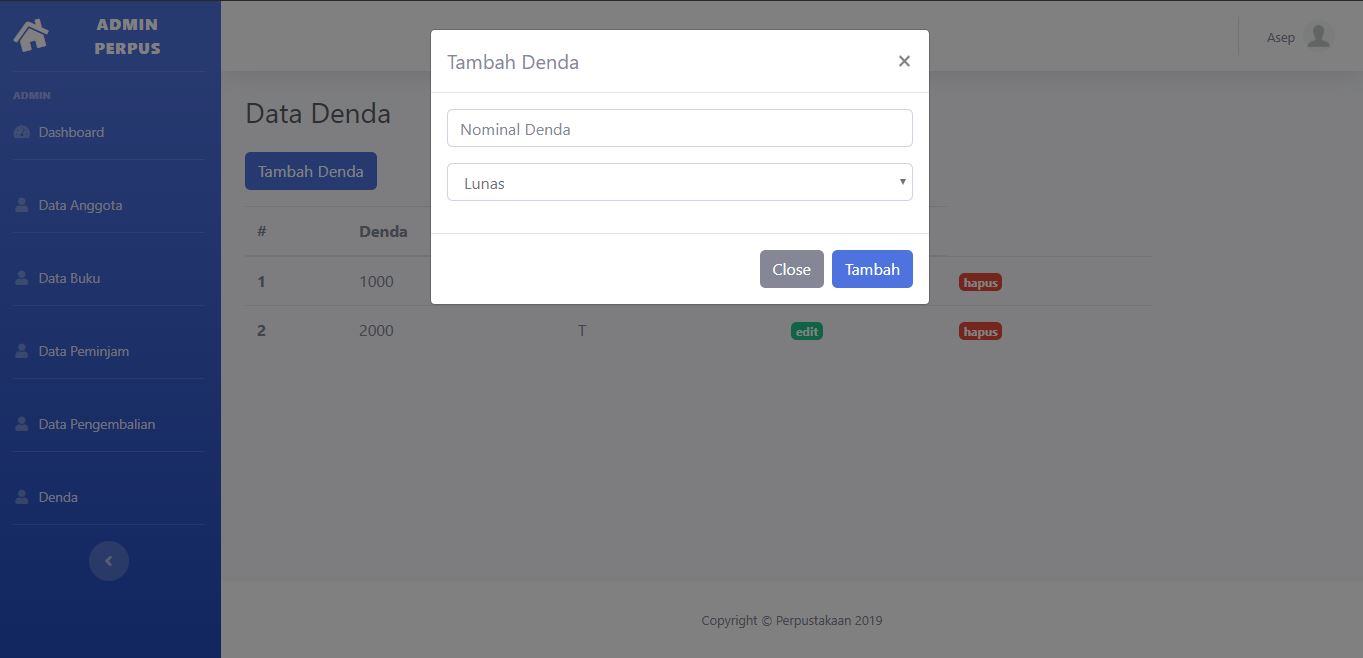 ADMIN
PERPUS
ADMIN
Dashboard
Data Anggota
Data Buku
Data Peminjam
Data Pengembalian
Denda
Asep
Data Denda
Tambah Denda
# Denda
1 1000 hapus
2 2000 T edit hapus
Tambah Denda ×
Nominal Denda
Lunas
Close Tambah
Copyright © Perpustakaan 2019